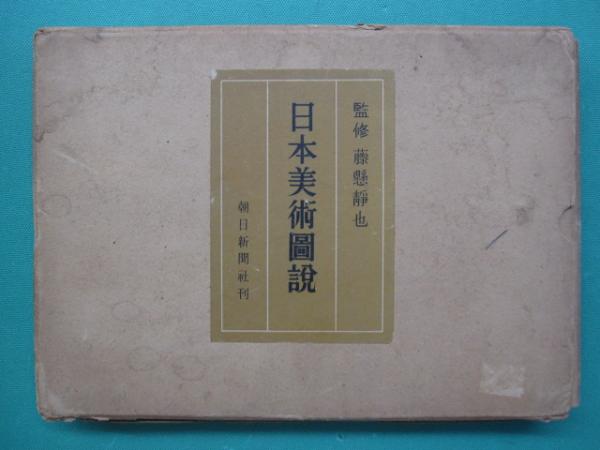 監修 藤懸靜也
日本美術圖說
朝日新聞社刊